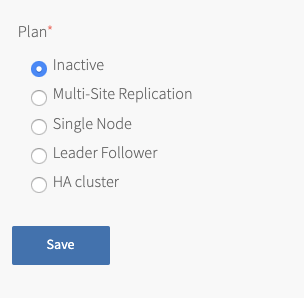 Plan*
Inactive
Multi-Site Replication
Single Node
Leader Follower
HA cluster
Save